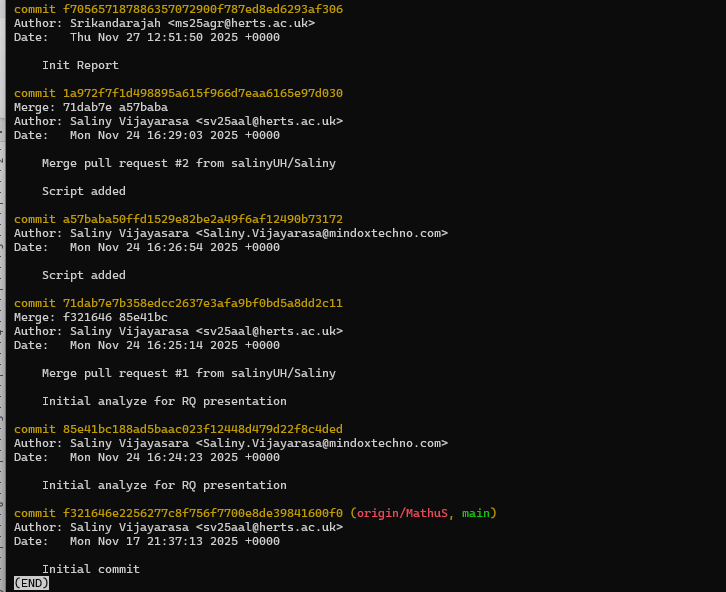 commit f705657187886357072900f787ed8ed6293af306
Author: Srikandarajah <ms25agr@herts.ac.uk>
Date:   Thu Nov 27 12:51:50 2025 +0000
Init Report
commit 1a972f7f1d498895a615f966d7eaa6165e97d030
Merge: 71dab7e a57baba
Author: Saliny Vijayarasa <sv25aal@herts.ac.uk>
Date:   Mon Nov 24 16:29:03 2025 +0000
Merge pull request #2 from salinyUH/Saliny
Script added
commit a57baba50ffd1529e82be2a49f6af12490b73172
Author: Saliny Vijayasara <Saliny.Vijayarasa@mindoxtechno.com>
Date:   Mon Nov 24 16:26:54 2025 +0000
Script added
commit 71dab7e7b358edcc2637e3afa9bf0bd5a8dd2c11
Merge: f321646 85e41bc
Author: Saliny Vijayarasa <sv25aal@herts.ac.uk>
Date:   Mon Nov 24 16:25:14 2025 +0000
Merge pull request #1 from salinyUH/Saliny
Initial analyze for RQ presentation
commit 85e41bc188ad5baac023f12448d479d22f8c4ded
Author: Saliny Vijayasara <Saliny.Vijayarasa@mindoxtechno.com>
Date:   Mon Nov 24 16:24:23 2025 +0000
Initial analyze for RQ presentation
commit f321646e2256277c8f756f7700e8de39841600f0 (origin/MathuS, main)
Author: Saliny Vijayarasa <sv25aal@herts.ac.uk>
Date:   Mon Nov 17 21:37:13 2025 +0000
Initial commit
(END)